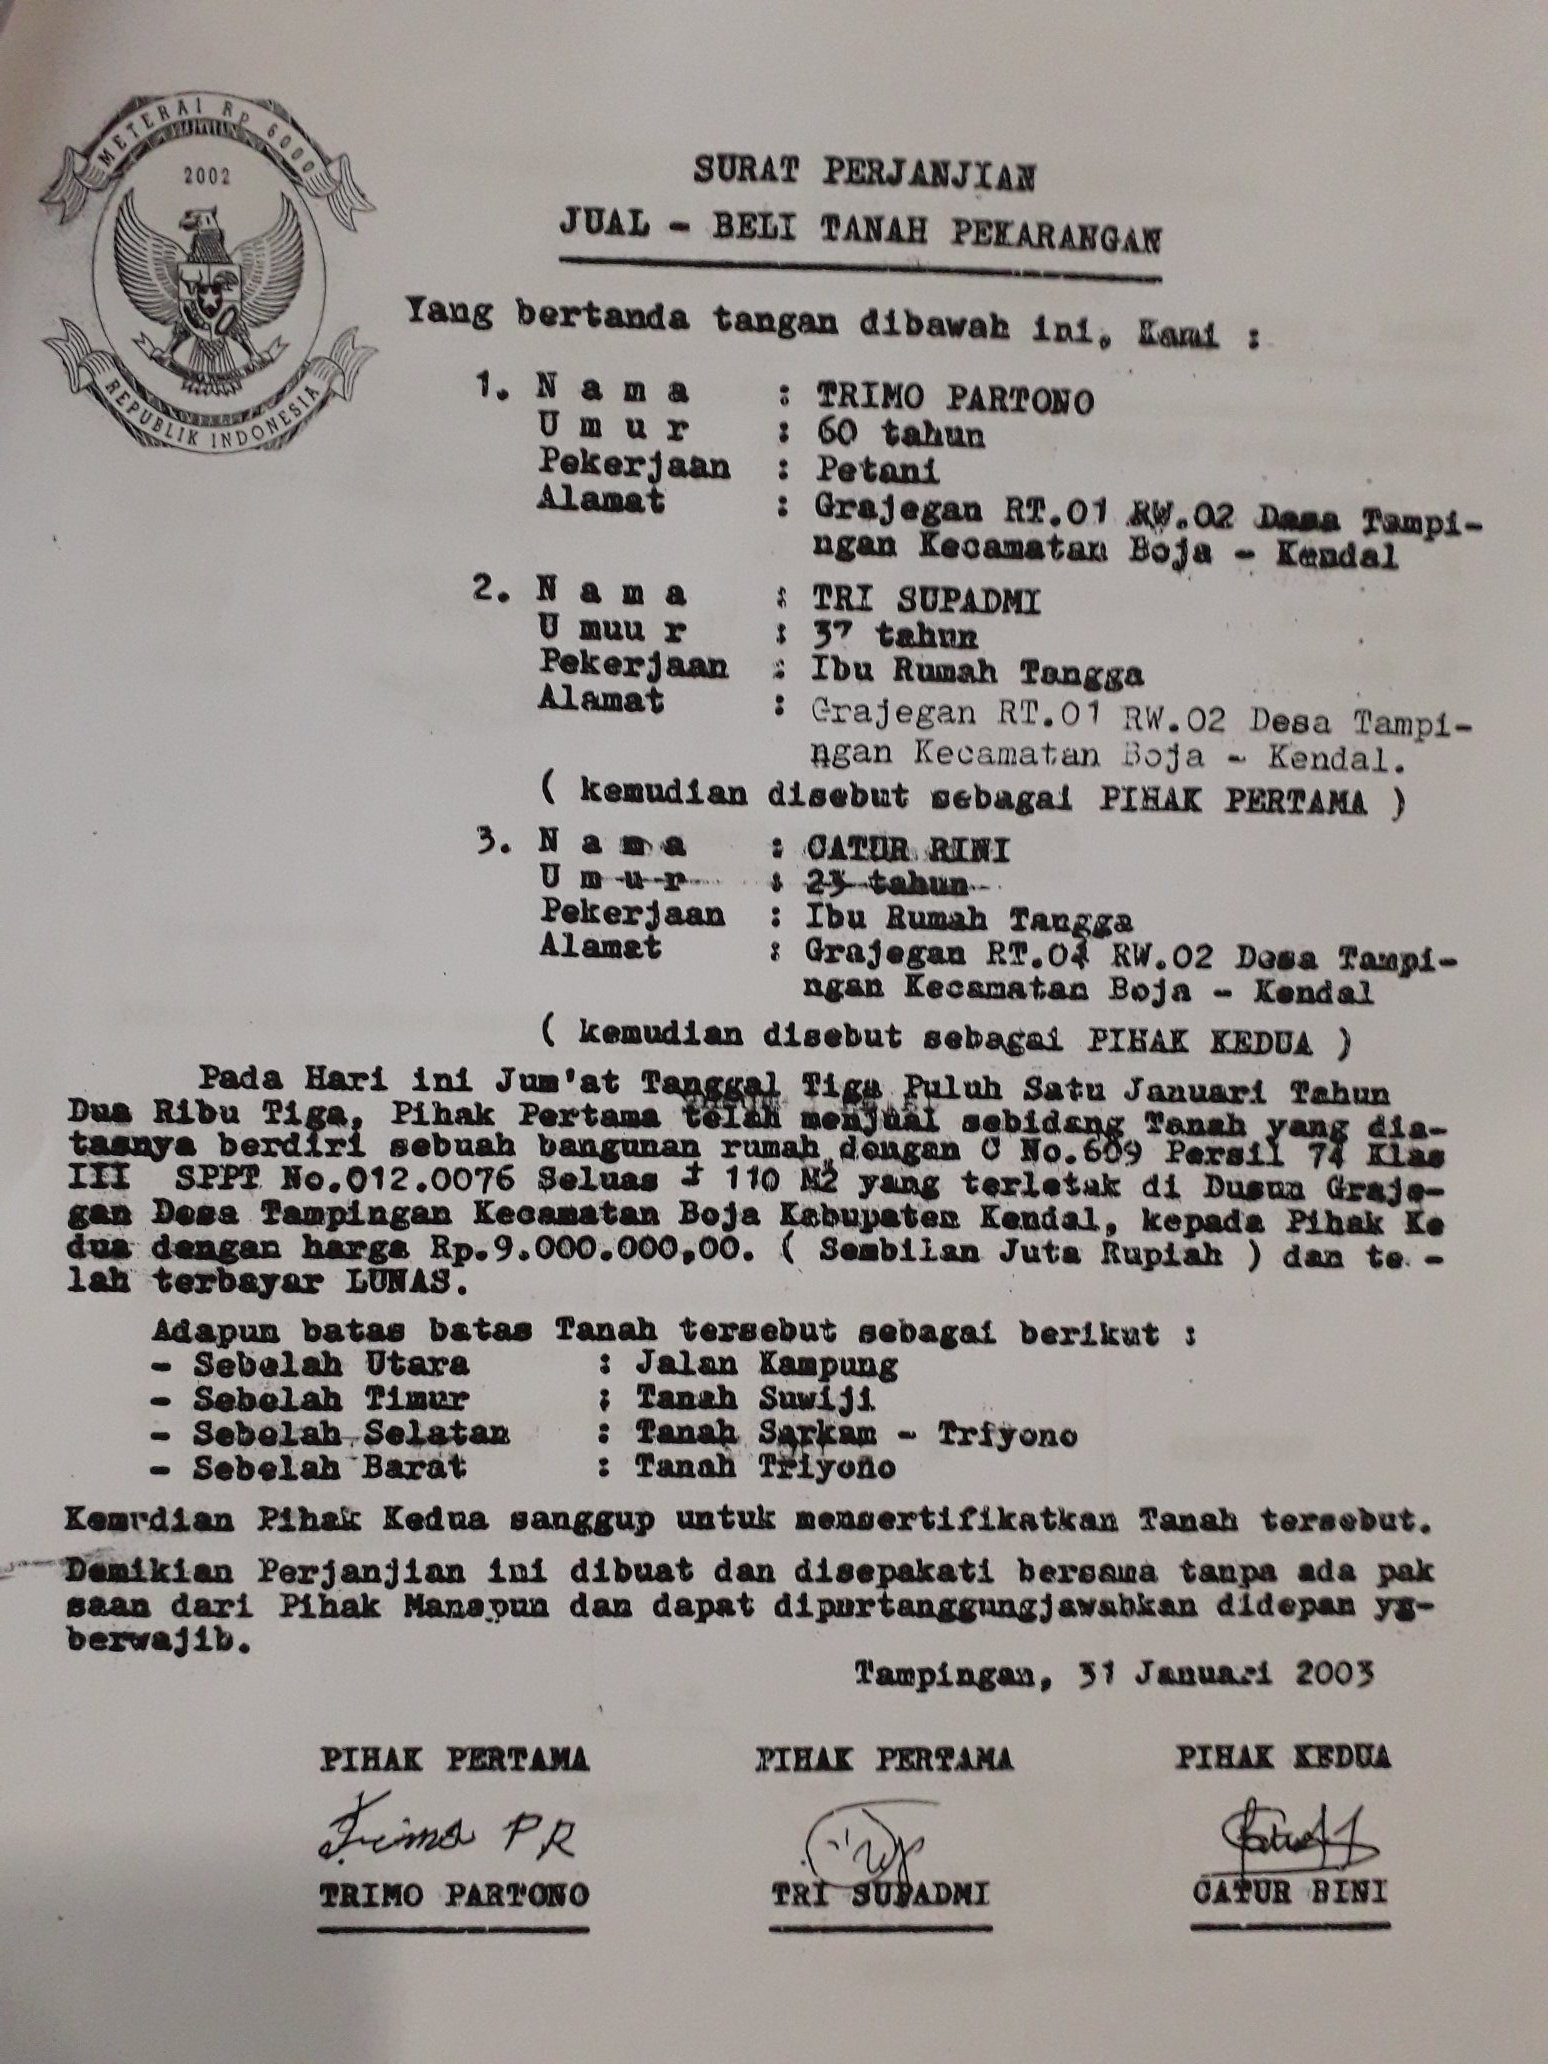 METERAI Rp 6000
2002
REPUBLIK INDONESIA
SURAT PERJANJIAN
JUAL - BELI TANAH PEKARANGAN
Yang bertanda tangan dibawah ini, Kami :
1. N a m a : TRIMO PARTONO
U m u r : 60 tahun
Pekerjaan : Petani
Alamat : Grajegan RT.01 RW.02 Desa Tampi-
ngan Kecamatan Boja - Kendal
2. N a m a : TRI SUPADMI
U muu r : 37 tahun
Pekerjaan : Ibu Rumah Tangga
Alamat : Grajegan RT.01 RW.02 Desa Tampi-
ngan Kecamatan Boja - Kendal.
( kemudian disebut sebagai PIHAK PERTAMA )
3. N a m a : CATUR RINI
U m u r : 23 tahun
Pekerjaan : Ibu Rumah Tangga
Alamat : Grajegan RW.02 Desa Tampi-
ngan Kecamatan Boja - Kendal
( kemudian disebut sebagai PIHAK KEDUA )
Pada Hari ini Jum'at Tanggal Tiga Puluh Satu Januari Tahun
Dua Ribu Tiga, Pihak Pertama telah menjual sebidang Tanah yang dia-
tasnya berdiri sebuah bangunan rumah dengan C No.609 Persil 74 Klas
III SPPT No.012.0076 Seluas ± 110 M2 yang terletak di Dusun Graje-
gan Desa Tampingan Kecamatan Boja Kabupaten Kendal, kepada Pihak Ke
dua dengan harga Rp.9.000.000,00. ( Sembilan Juta Rupiah ) dan te -
lah terbayar LUNAS.
Adapun batas batas Tanah tersebut sebagai berikut :
- Sebelah Utara : Jalan Kampung
- Sebelah Timur : Tanah Suwiji
- Sebelah Selatan : Tanah Sarkam - Triyono
- Sebelah Barat : Tanah Triyono
Kemudian Pihak Kedua sanggup untuk mensertifikatkan Tanah tersebut.
Demikian Perjanjian ini dibuat dan disepakati bersama tanpa ada pak
saan dari Pihak Manapun dan dapat dipertanggungjawabkan didepan yg-
berwajib.
Tampingan, 31 Januari 2003
PIHAK PERTAMA PIHAK PERTAMA PIHAK KEDUA
Trimo PR
TRIMO PARTONO TRI SUPADMI CATUR RINI